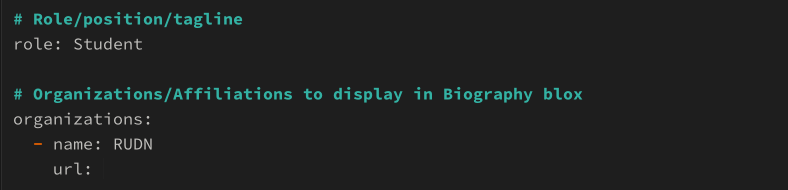 # Role/position/tagline
role: Student
# Organizations/Affiliations to display in Biography blox
organizations:
- name: RUDN
url: